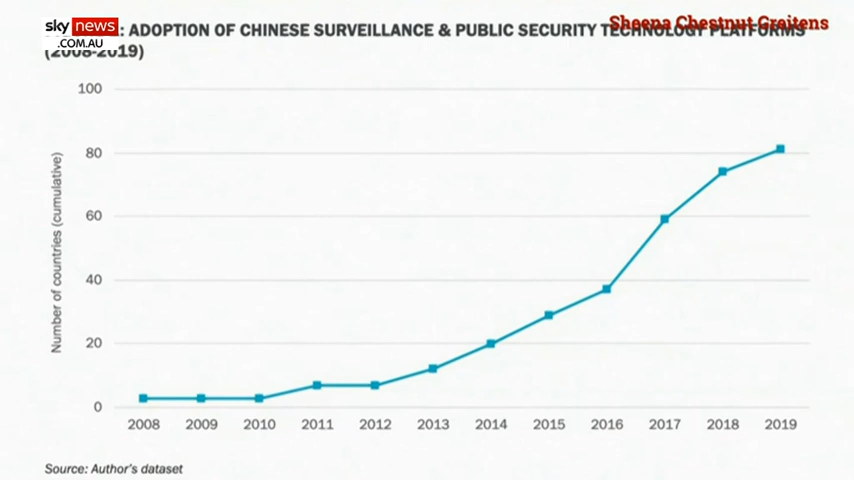 sky news
.COM.AU
Sheena Chestnut Greitens
: ADOPTION OF CHINESE SURVEILLANCE & PUBLIC SECURITY TECHNOLOGY PLATFORMS
(2008-2019)
100
80
60
40
20
0
Number of countries (cumulative)
2008 2009 2010 2011 2012 2013 2014 2015 2016 2017 2018 2019
Source: Author's dataset